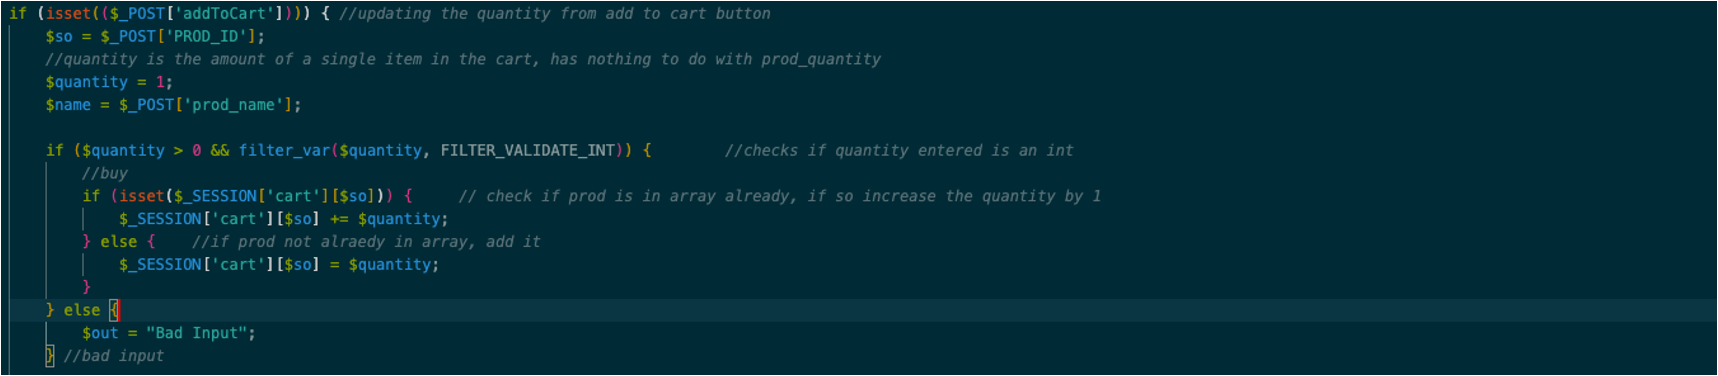 if (isset(($_POST['addToCart']))) { //updating the quantity from add to cart button
$so = $_POST['PROD_ID'];
//quantity is the amount of a single item in the cart, has nothing to do with prod_quantity
$quantity = 1;
$name = $_POST['prod_name'];
if ($quantity > 0 && filter_var($quantity, FILTER_VALIDATE_INT)) { //checks if quantity entered is an int
//buy
if (isset($_SESSION['cart'][$so])) { // check if prod is in array already, if so increase the quantity by 1
$_SESSION['cart'][$so] += $quantity;
} else { //if prod not alraedy in array, add it
$_SESSION['cart'][$so] = $quantity;
}
} else {
$out = "Bad Input";
} //bad input